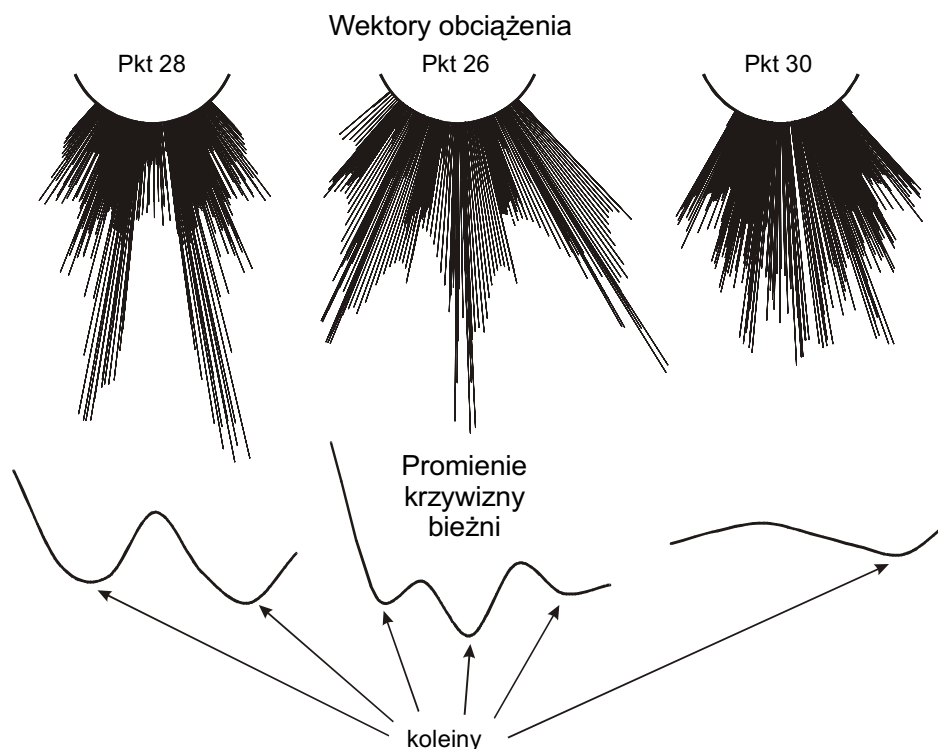 Wektory obciążenia
Pkt 28
Pkt 26
Pkt 30
Promienie
krzywizny
bieżni
koleiny